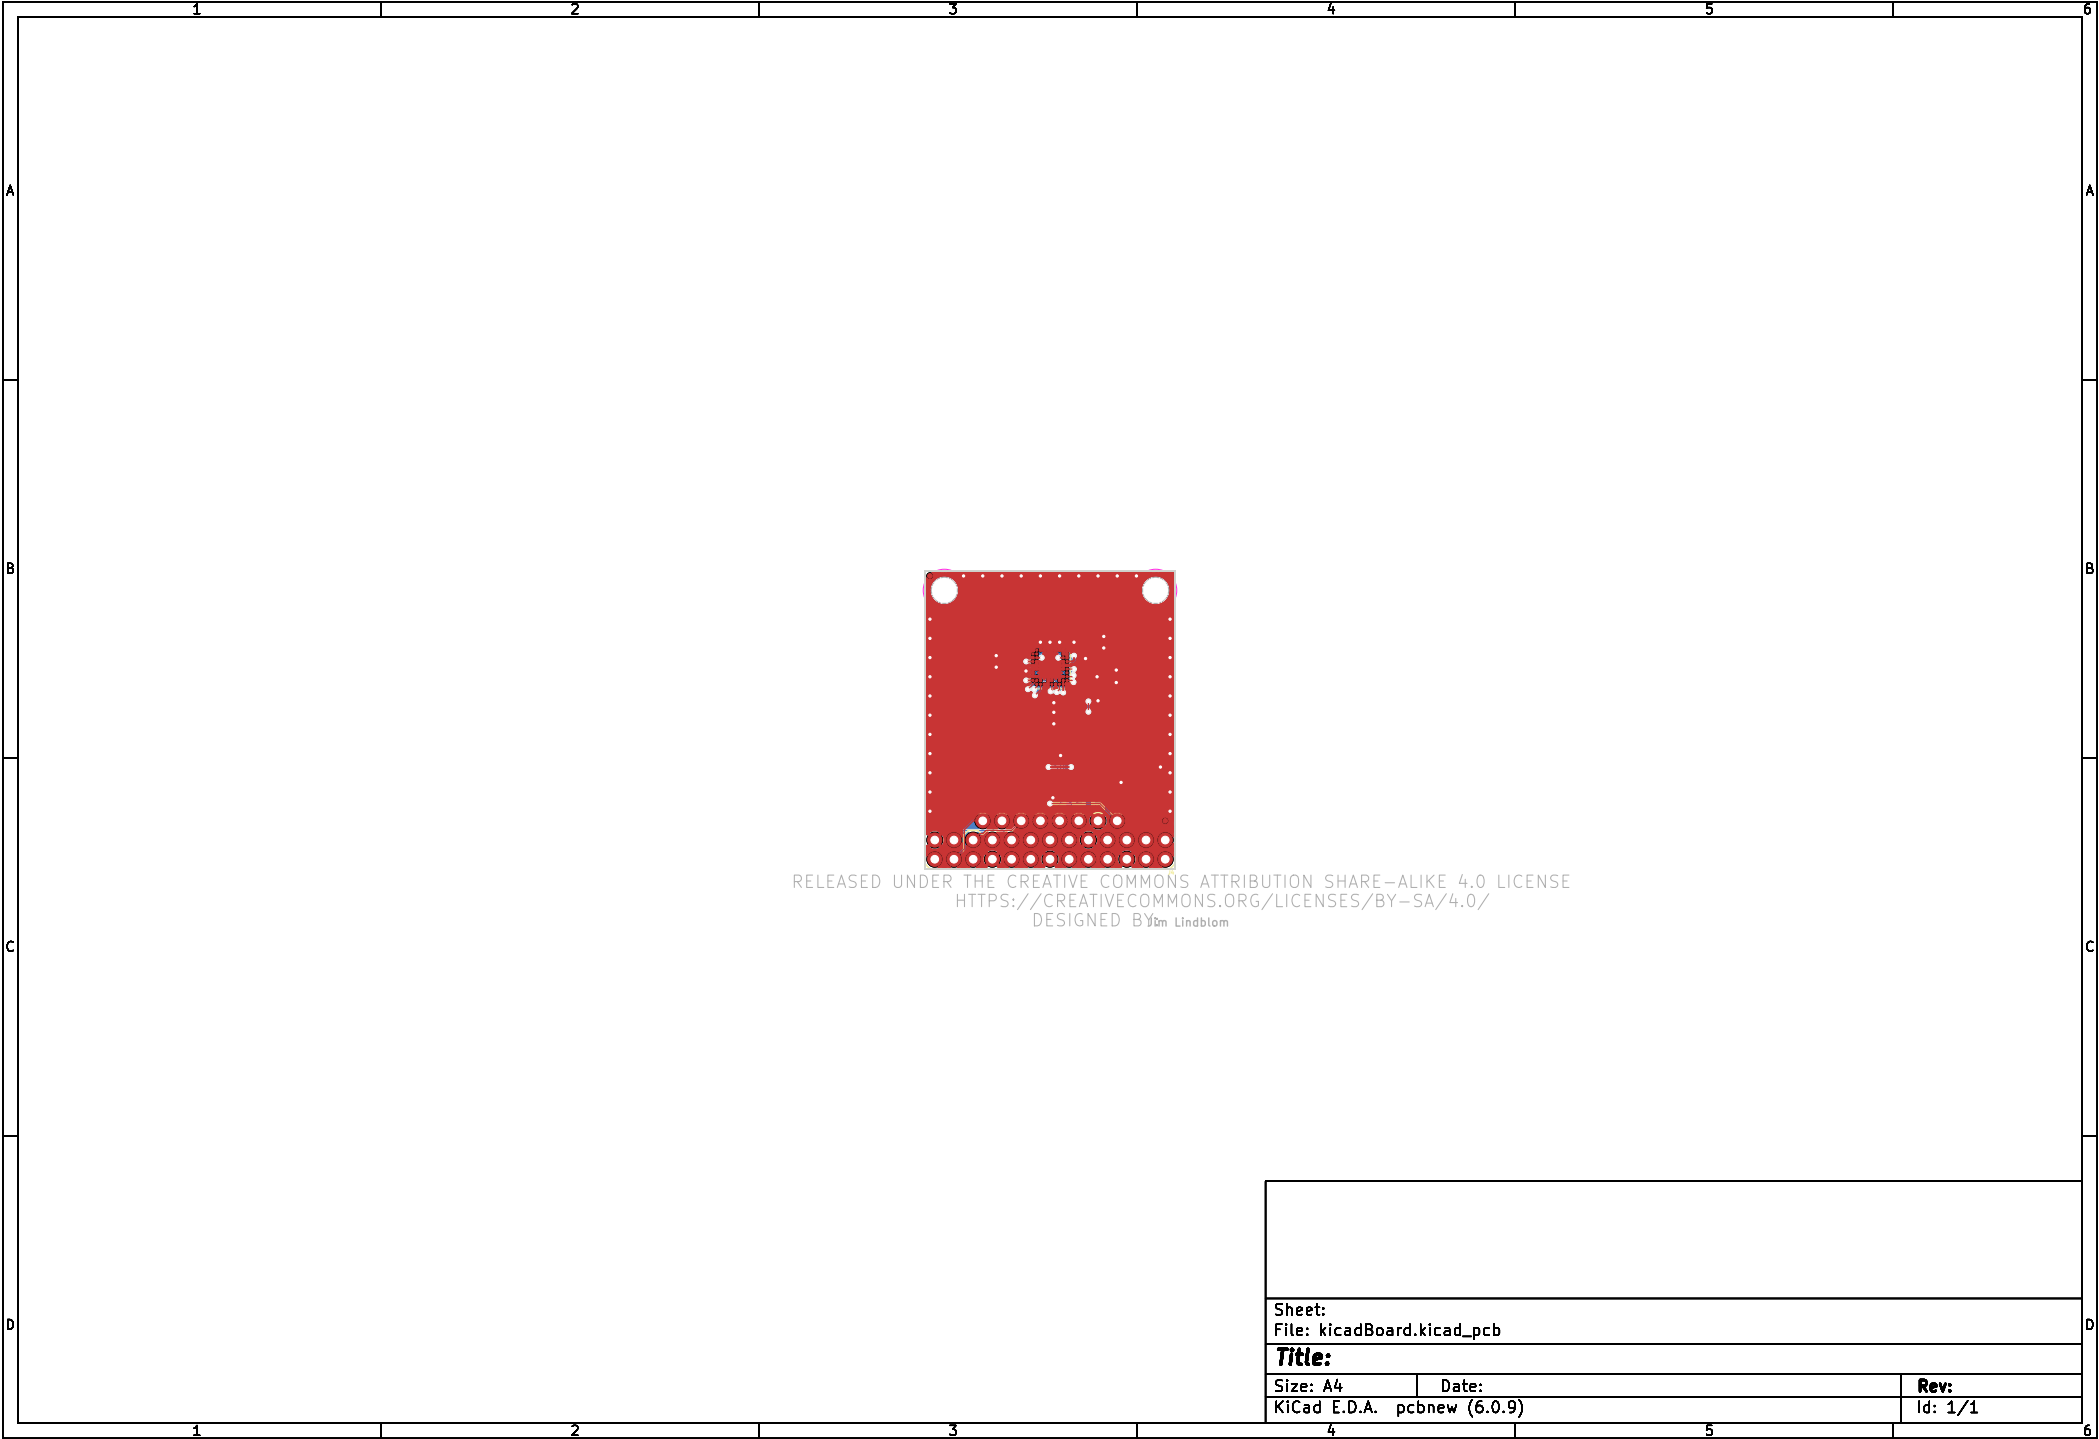 1 2 3 4 5 6
A A
B B
RELEASED UNDER THE CREATIVE COMMONS ATTRIBUTION SHARE-ALIKE 4.0 LICENSE
HTTPS://CREATIVECOMMONS.ORG/LICENSES/BY-SA/4.0/
DESIGNED BY: Jim Lindblom
C C
Sheet:
File: kicadBoard.kicad_pcb
D D
Title:
Size: A4 Date: Rev:
KiCad E.D.A. pcbnew (6.0.9) Id: 1/1
1 2 3 4 5 6